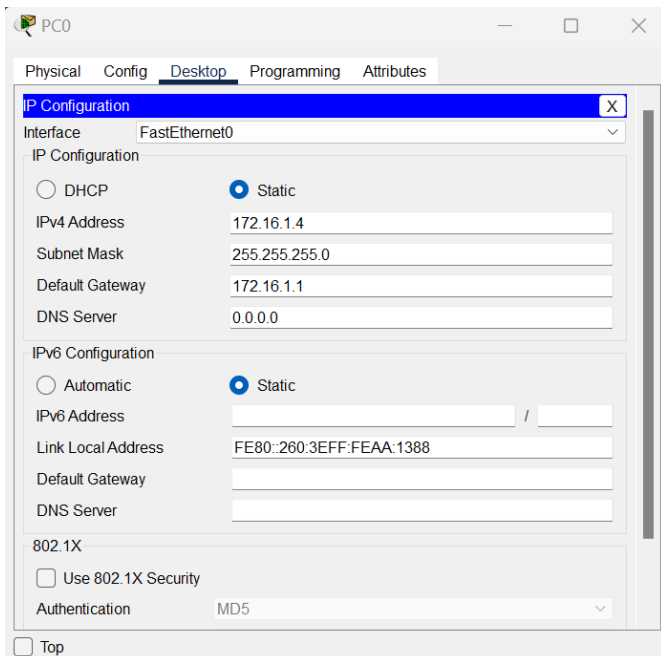 PC0
Physical Config Desktop Programming Attributes
IP Configuration X
Interface FastEthernet0
IP Configuration
DHCP Static
IPv4 Address 172.16.1.4
Subnet Mask 255.255.255.0
Default Gateway 172.16.1.1
DNS Server 0.0.0.0
IPv6 Configuration
Automatic Static
IPv6 Address /
Link Local Address FE80::260:3EFF:FEAA:1388
Default Gateway
DNS Server
802.1X
Use 802.1X Security
Authentication MD5
Top